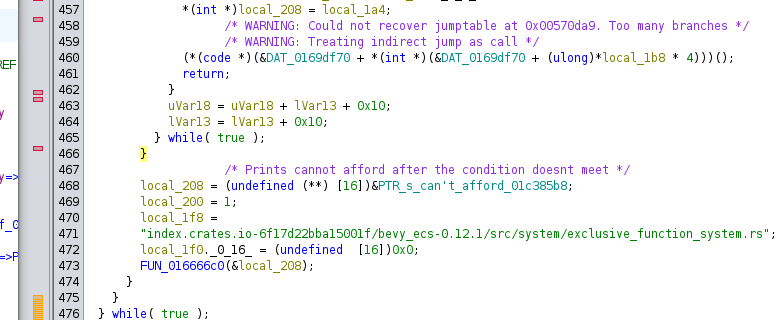 457 *(int *)local_208 = local_1a4;
458 /* WARNING: Could not recover jumptable at 0x00570da9. Too many branches */
459 /* WARNING: Treating indirect jump as call */
REF
460 (*(code *)(&DAT_0169df70 + *(int *)(&DAT_0169df70 + (ulong)*local_1b8 * 4)))();
461 return;
462 }
463 uVar18 = uVar18 + lVar13 + 0x10;
y
464 lVar13 = lVar13 + 0x10;
465 } while( true );
466 }
467 /* Prints cannot afford after the condition doesnt meet */
y=>
468 local_208 = (undefined (**) [16])&PTR_s_can't_afford_01c385b8;
469 local_200 = 1;
470 local_1f8 =
f_0
471 "index.crates.io-6f17d22bba15001f/bevy_ecs-0.12.1/src/system/exclusive_function_system.rs";
472 local_1f0._0_16_ = (undefined  [16])0x0;
=>P
473 FUN_016666c0(&local_208);
474 }
475 }
476 } while( true );